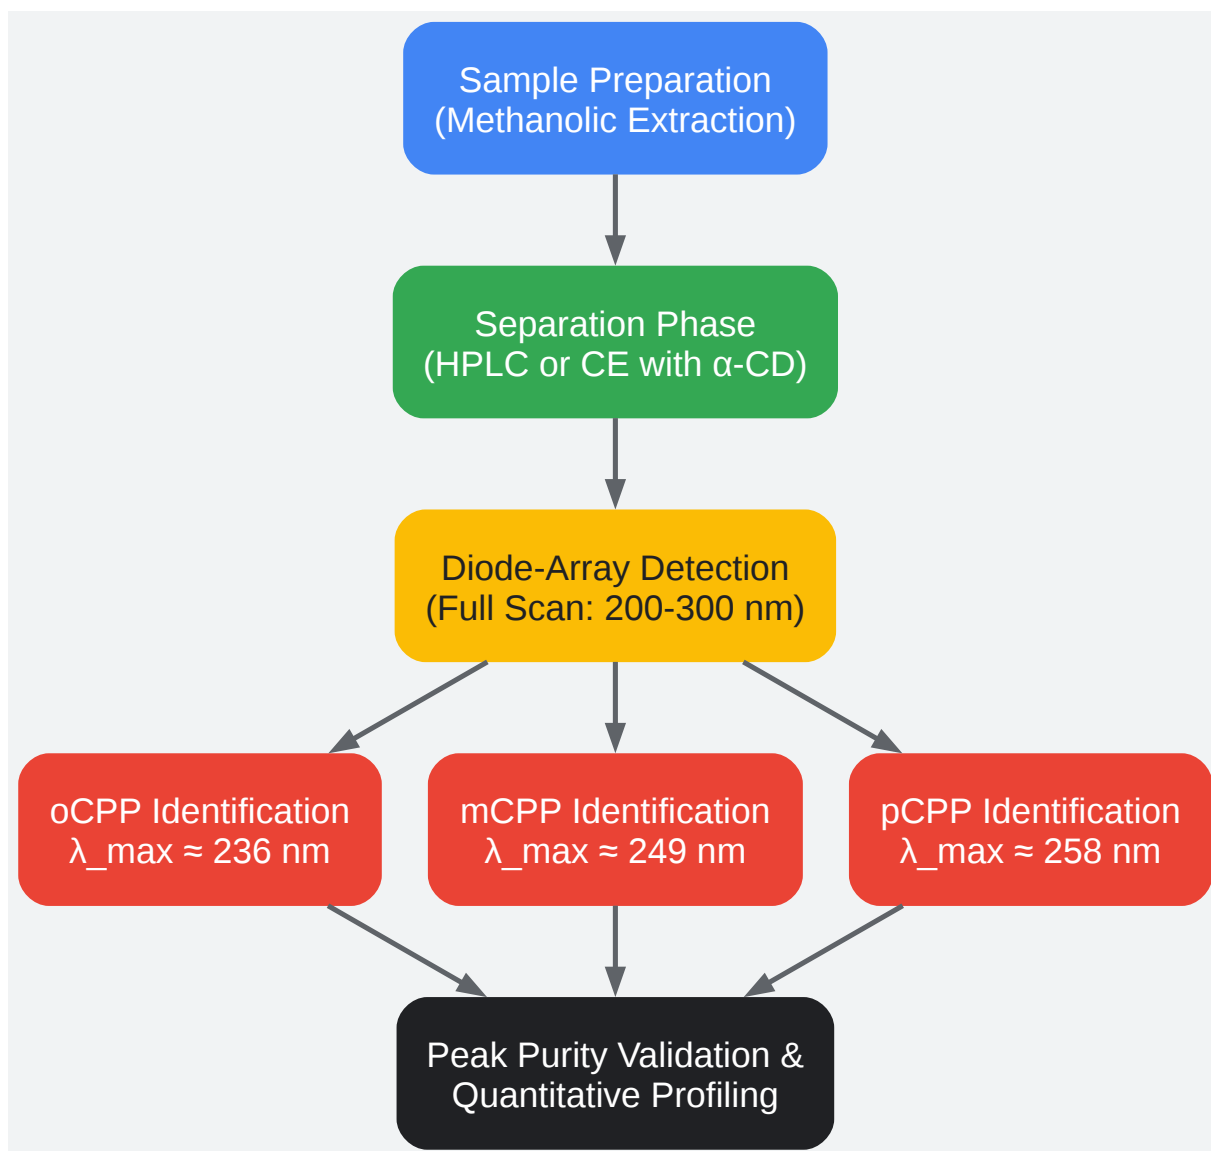 Sample Preparation
(Methanolic Extraction)
Separation Phase
(HPLC or CE with α-CD)
Diode-Array Detection
(Full Scan: 200-300 nm)
oCPP Identification
λ_max ≈ 236 nm
mCPP Identification
λ_max ≈ 249 nm
pCPP Identification
λ_max ≈ 258 nm
Peak Purity Validation &
Quantitative Profiling